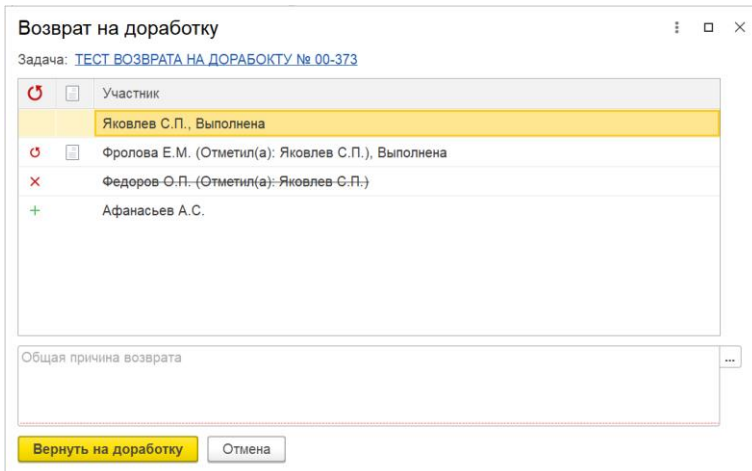 Возврат на доработку
Задача: ТЕСТ ВОЗВРАТА НА ДОРАБОКТУ № 00-373
Участник
Яковлев С.П., Выполнена
Фролова Е.М. (Отметил(а): Яковлев С.П.), Выполнена
Федоров О.П. (Отметил(а): Яковлев С.П.)
Афанасьев А.С.
Общая причина возврата
...
Вернуть на доработку Отмена